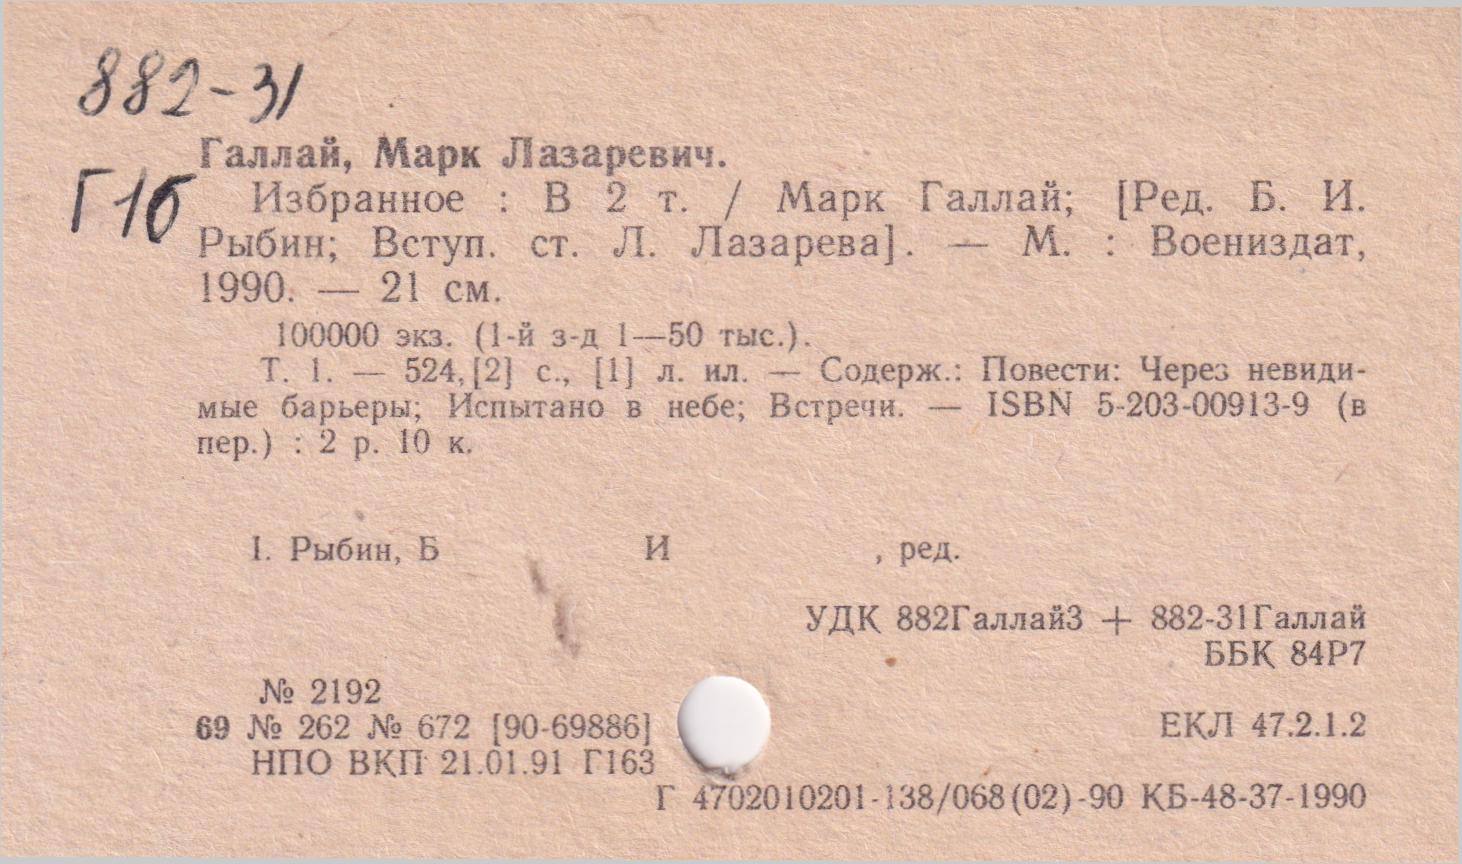 882-31
Галлай, Марк Лазаревич.
Г16
Избранное : В 2 т. / Марк Галлай; [Ред. Б. И.
Рыбин; Вступ. ст. Л. Лазарева]. — М. : Воениздат,
1990. — 21 см.
100000 экз. (1-й з-д 1—50 тыс.).
Т. 1. — 524,[2] с., [1] л. ил. — Содерж.: Повести: Через невиди-
мые барьеры; Испытано в небе; Встречи. — ISBN 5-203-00913-9 (в
пер.) : 2 р. 10 к.
I. Рыбин, Б И , ред.
УДК 882Галлай3 + 882-31Галлай
ББК 84Р7
№ 2192
69 № 262 № 672 [90-69886] ЕКЛ 47.2.1.2
НПО ВКП 21.01.91 Г163
Г 4702010201-138/068(02)-90 КБ-48-37-1990